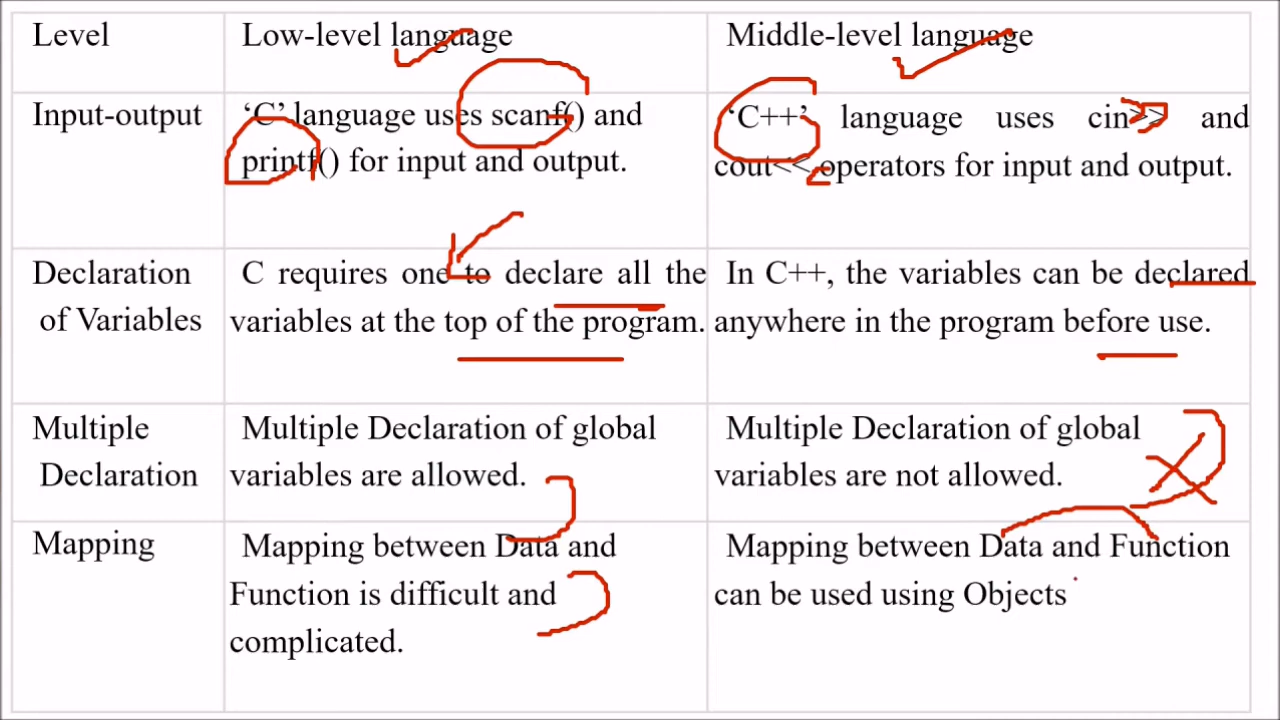 Level Low-level language Middle-level language
Input-output ‘C’ language uses scanf() and ‘C++’ language uses cin>> and
printf() for input and output. cout<< operators for input and output.
Declaration C requires one to declare all the In C++, the variables can be declared
of Variables variables at the top of the program. anywhere in the program before use.
Multiple Multiple Declaration of global Multiple Declaration of global
Declaration variables are allowed. variables are not allowed.
Mapping Mapping between Data and Mapping between Data and Function
Function is difficult and can be used using Objects
complicated.